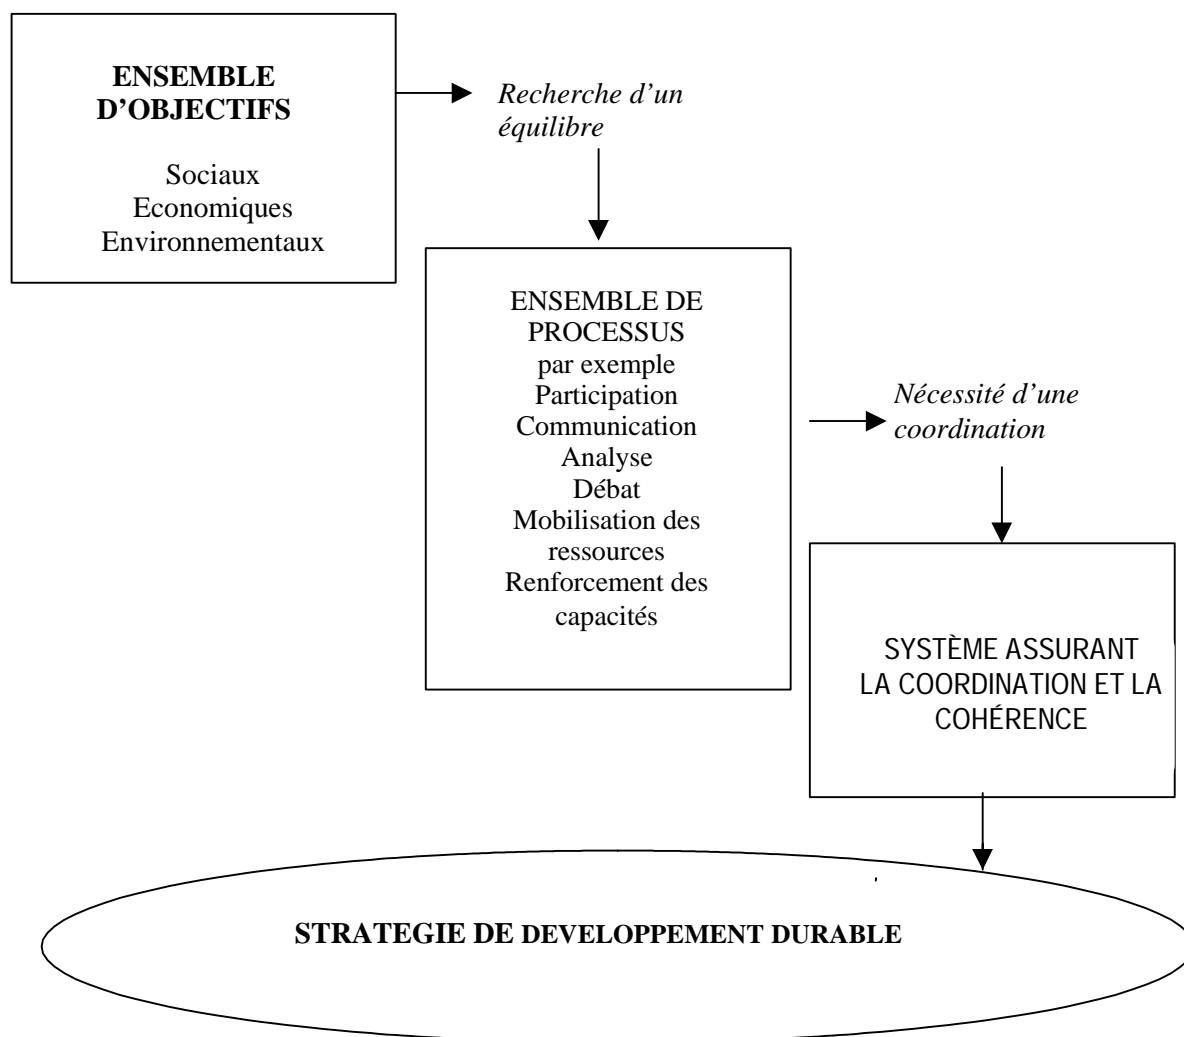 ENSEMBLE
D’OBJECTIFS
Sociaux
Economiques
Environnementaux
Recherche d’un
équilibre
ENSEMBLE DE
PROCESSUS
par exemple
Participation
Communication
Analyse
Débat
Mobilisation des
ressources
Renforcement des
capacités
Nécessité d’une
coordination
SYSTÈME ASSURANT
LA COORDINATION ET LA
COHÉRENCE
STRATEGIE DE DEVELOPPEMENT DURABLE